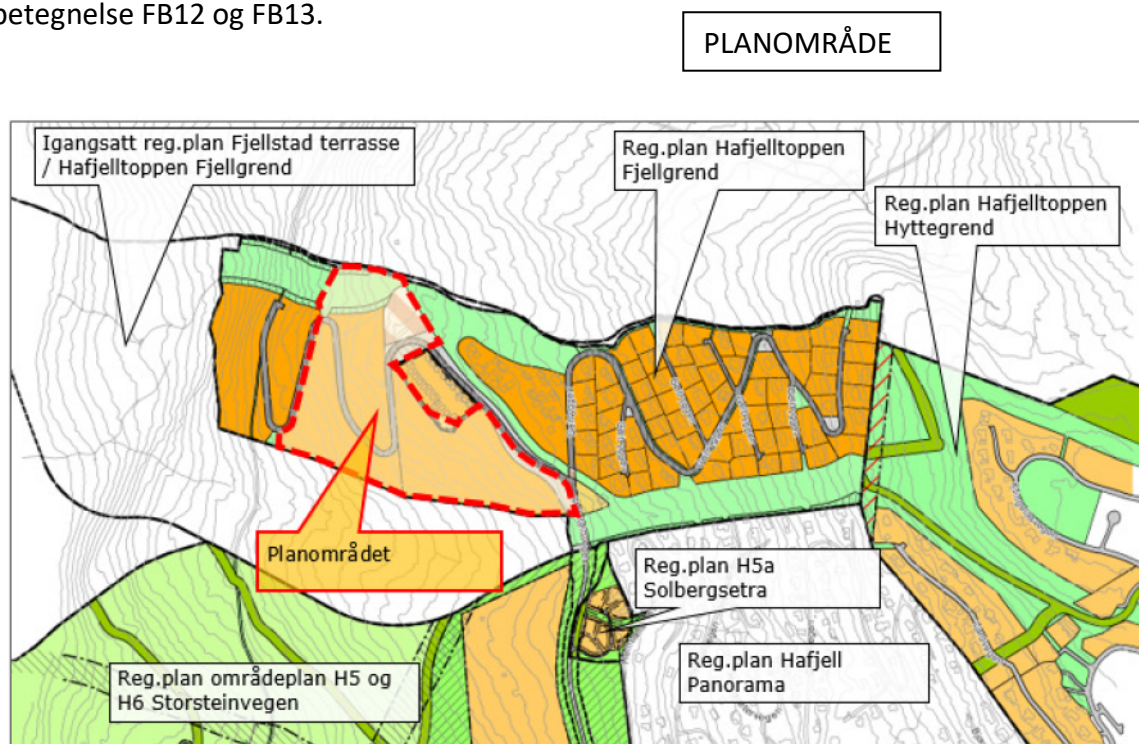 betegnelse FB12 og FB13.
PLANOMRÅDE
Igangsatt reg.plan Fjellstad terrasse
/ Hafjelltoppen Fjellgrend
Reg.plan Hafjelltoppen
Fjellgrend
Reg.plan Hafjelltoppen
Hyttegrend
Planområdet
Reg.plan H5a
Solbergsetra
Reg.plan Hafjell
Panorama
Reg.plan områdeplan H5 og
H6 Storsteinvegen